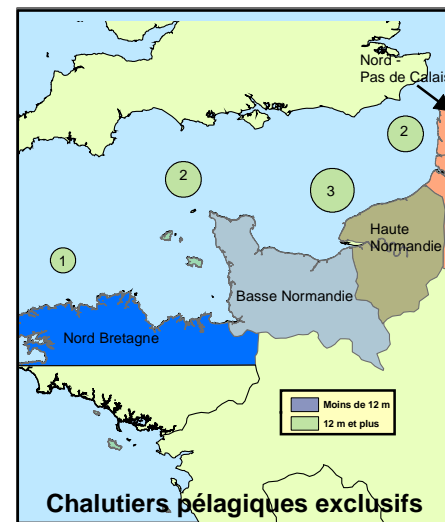 Nord -
Pas de Calais
2
2
3
Haute
Normandie
1
Basse Normandie
Nord Bretagne
Moins de 12 m
12 m et plus
Chalutiers pélagiques exclusifs